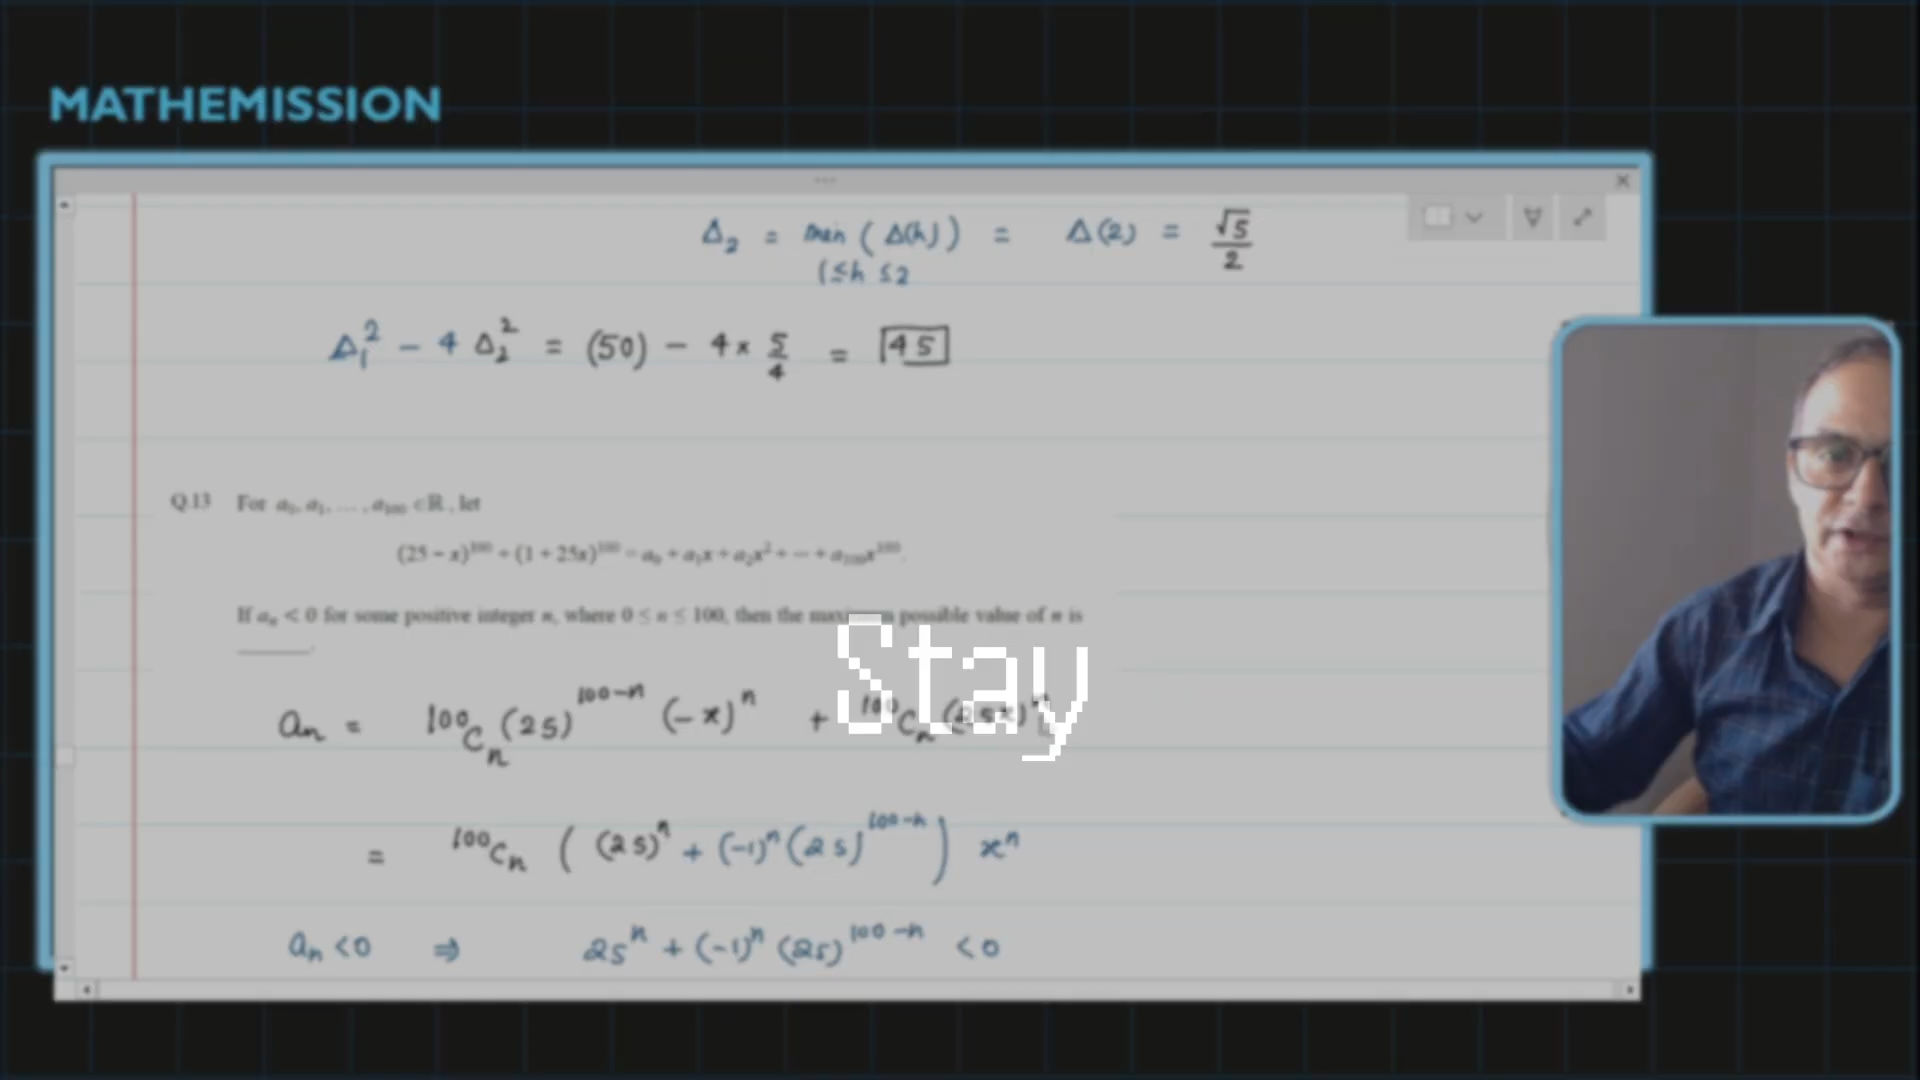 MATHEMISSION
Δ₂ = min (Δ(h)) = Δ(2) = √5/2
1≤h ≤2
Δ₁² − 4 Δ₂² = (50) − 4 × 5/4 = 45
Q.13 For a₀, a₁, … , a₁₀₀ ∈ ℝ, let
(25 − x)¹⁰⁰ + (1 + 25x)¹⁰⁰ = a₀ + a₁x + a₂x² + ⋯ + a₁₀₀x¹⁰⁰.
If aₙ < 0 for some positive integer n, where 0 ≤ n ≤ 100, then the maximum possible value of n is
________.
Stay
aₙ = ¹⁰⁰Cₙ (25)¹⁰⁰⁻ⁿ (−x)ⁿ + ¹⁰⁰Cₙ (25x)ⁿ
= ¹⁰⁰Cₙ ( (25)ⁿ + (−1)ⁿ (25)¹⁰⁰⁻ⁿ ) xⁿ
aₙ < 0 ⇒ 25ⁿ + (−1)ⁿ (25)¹⁰⁰⁻ⁿ < 0